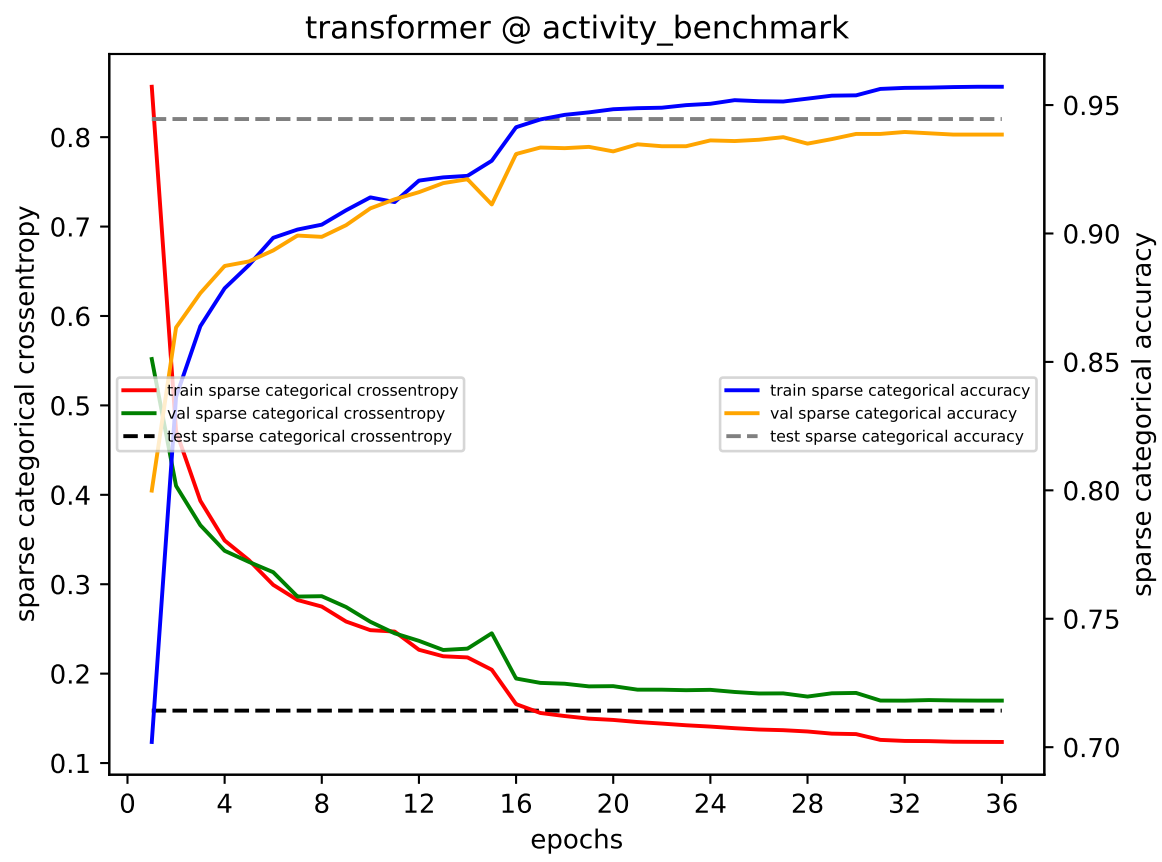 transformer @ activity_benchmark
sparse categorical crossentropy
0.8
0.7
0.6
0.5
0.4
0.3
0.2
0.1
train sparse categorical crossentropy
val sparse categorical crossentropy
test sparse categorical crossentropy
train sparse categorical accuracy
val sparse categorical accuracy
test sparse categorical accuracy
0.95
0.90
0.85
0.80
0.75
0.70
sparse categorical accuracy
0 4 8 12 16 20 24 28 32 36
epochs